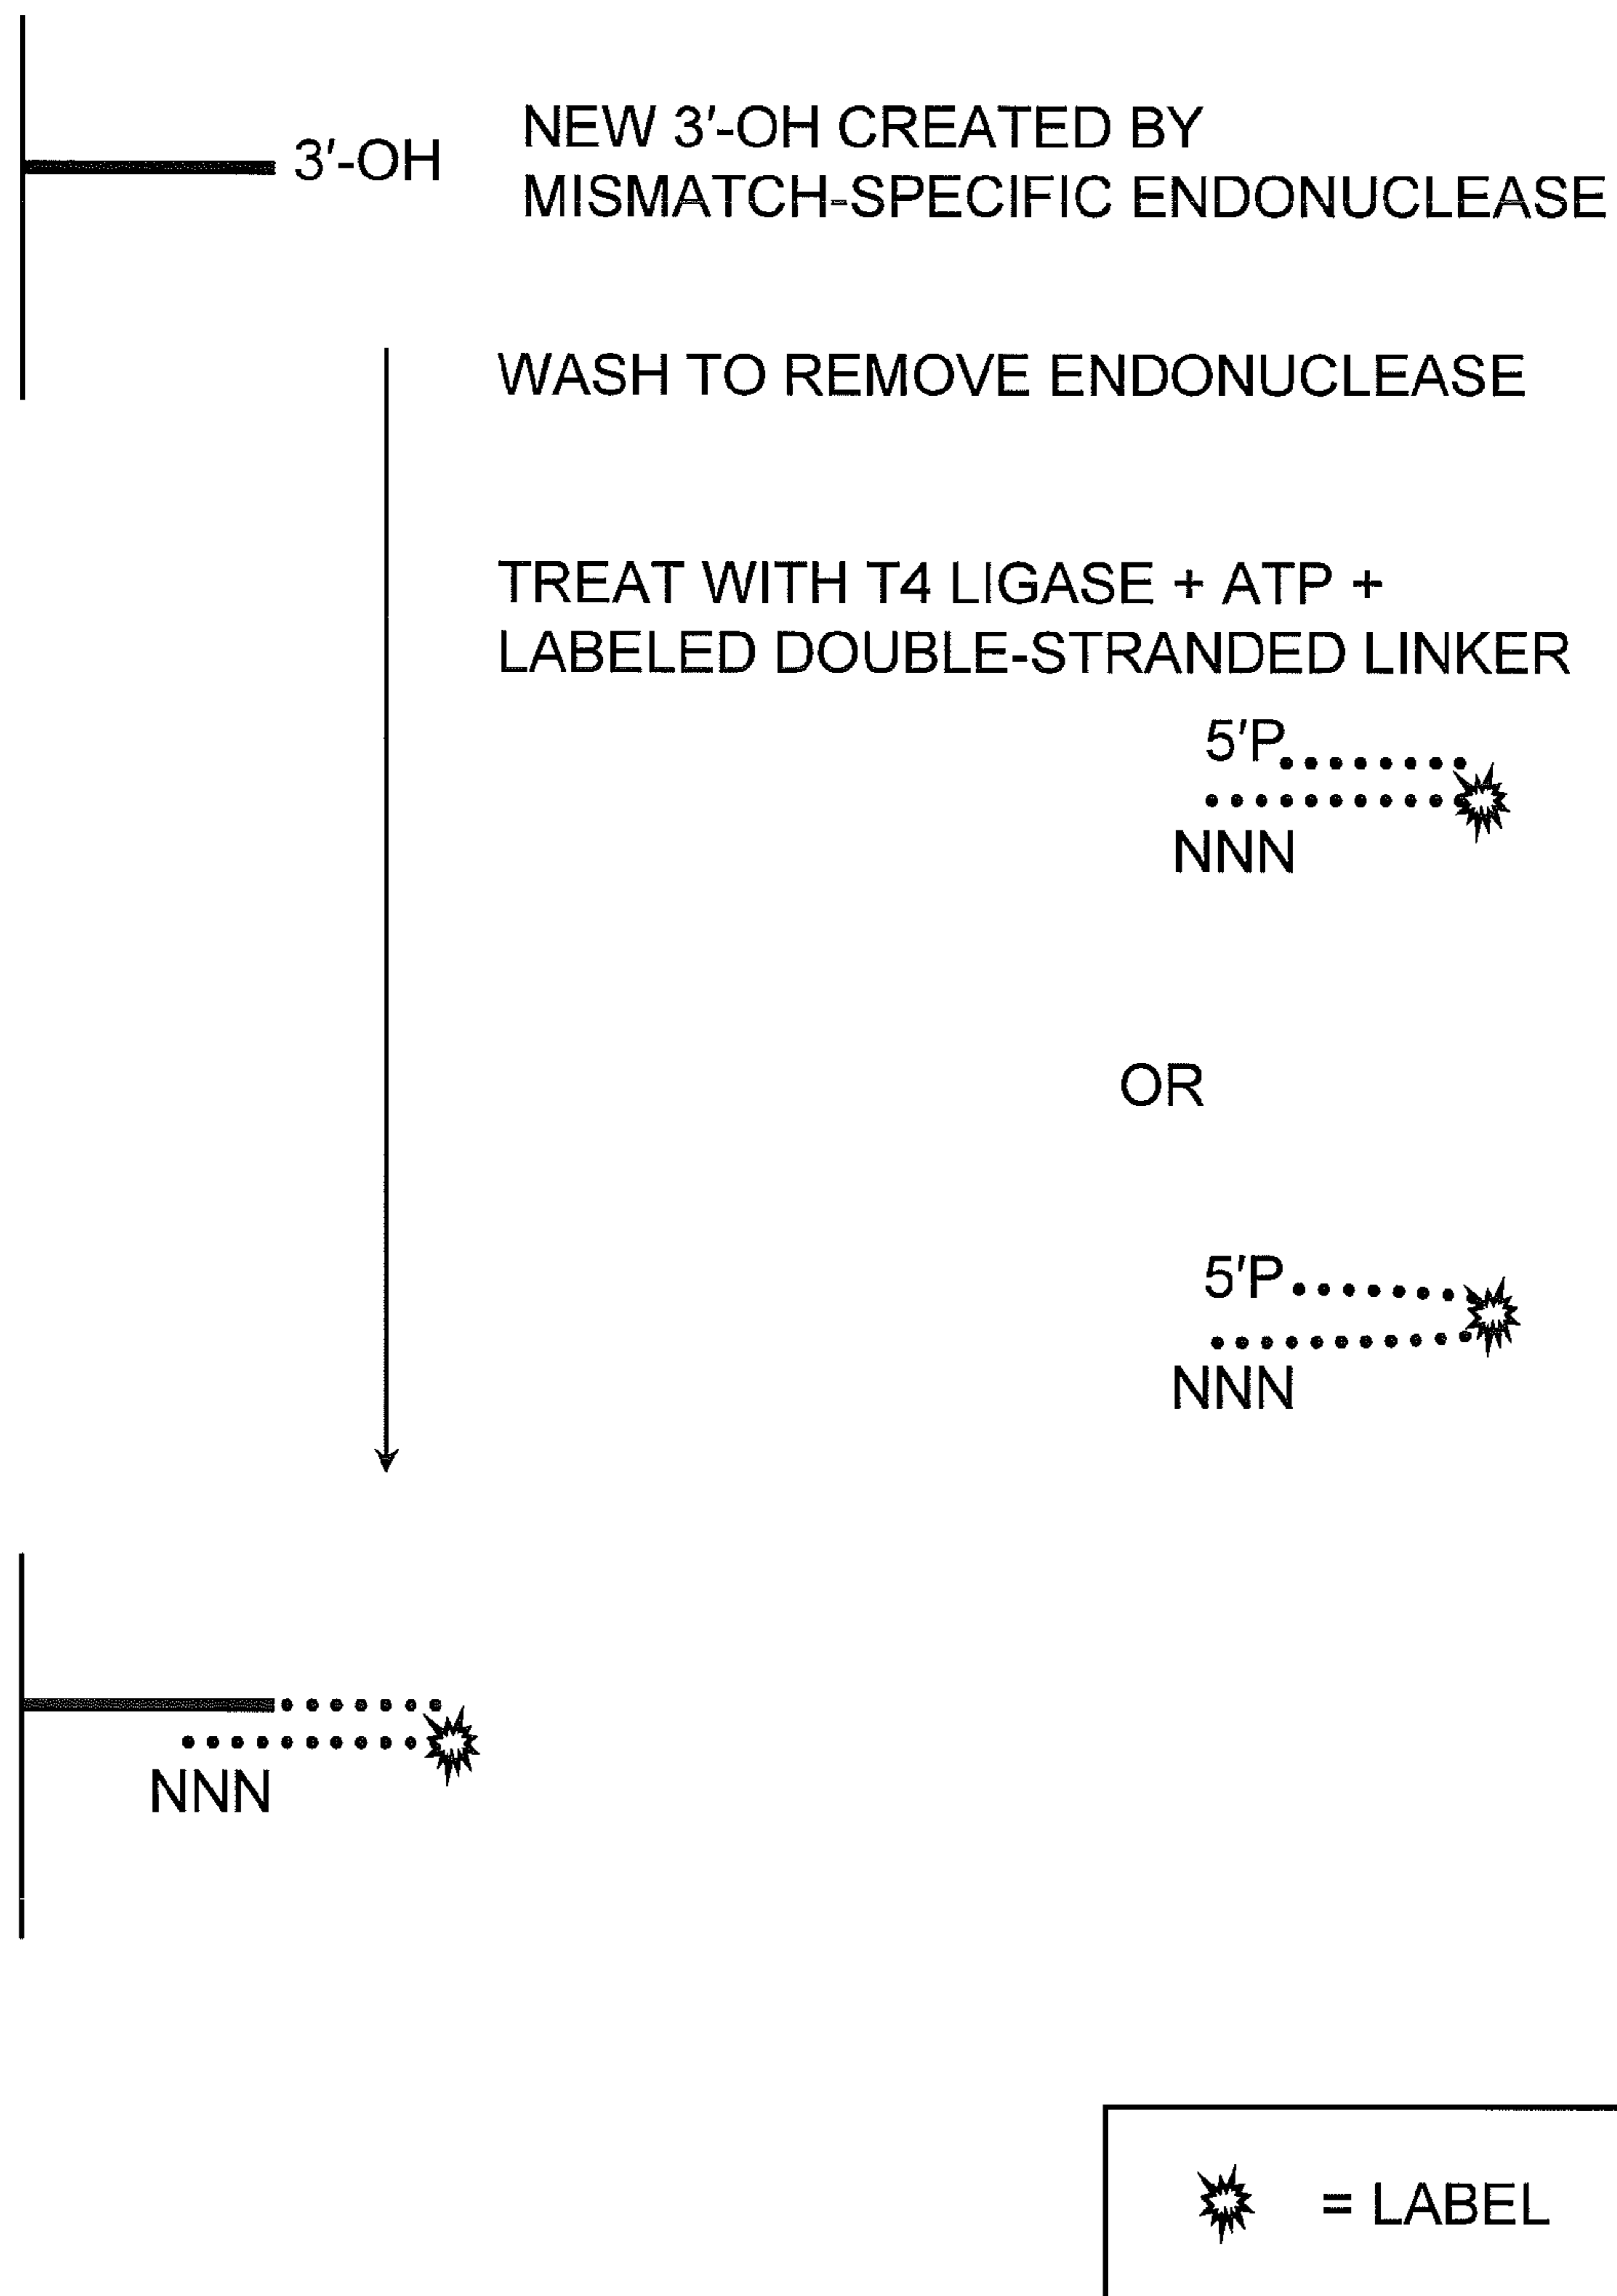 3'-OH
NEW 3'-OH CREATED BY
MISMATCH-SPECIFIC ENDONUCLEASE
WASH TO REMOVE ENDONUCLEASE
TREAT WITH T4 LIGASE + ATP +
LABELED DOUBLE-STRANDED LINKER
5'P
NNN
OR
5'P
NNN
NNN
= LABEL